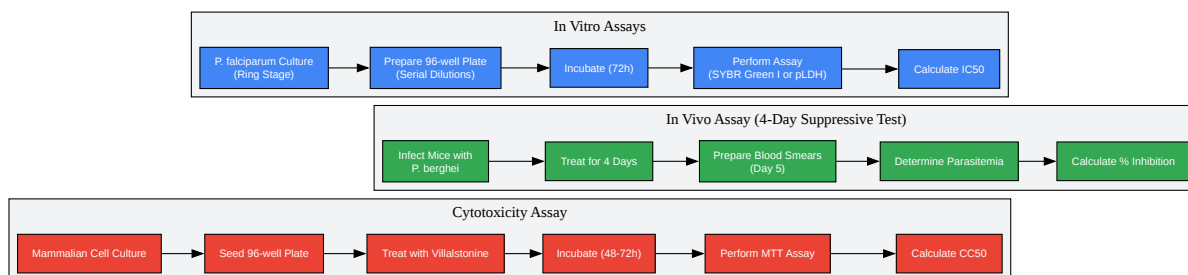 In Vitro Assays
P. falciparum Culture
(Ring Stage)
Prepare 96-well Plate
(Serial Dilutions)
Incubate (72h)
Perform Assay
(SYBR Green I or pLDH)
Calculate IC50
In Vivo Assay (4-Day Suppressive Test)
Infect Mice with
P. berghei
Treat for 4 Days
Prepare Blood Smears
(Day 5)
Determine Parasitemia
Calculate % Inhibition
Cytotoxicity Assay
Mammalian Cell Culture
Seed 96-well Plate
Treat with Villalstonine
Incubate (48-72h)
Perform MTT Assay
Calculate CC50